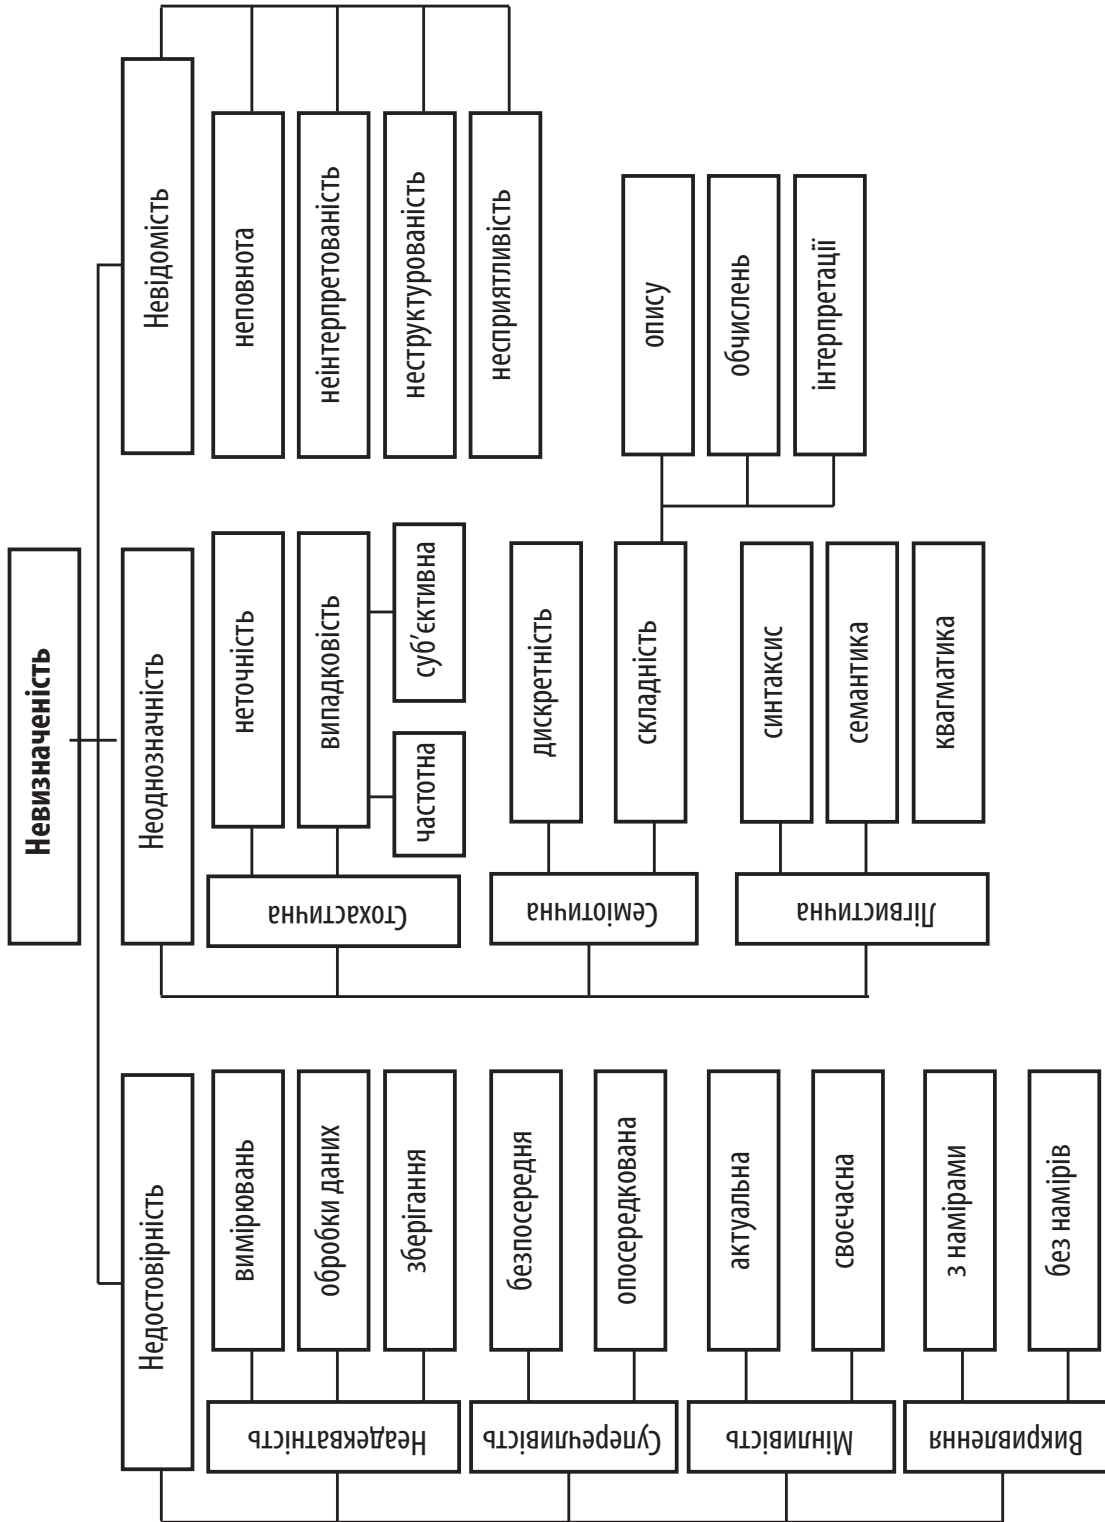 Невизначеність
Недостовірність
Неадекватність
вимірювань
обробки даних
зберігання
Суперечливість
безпосередня
опосередкована
Мінливість
актуальна
своєчасна
Викривлення
з намірами
без намірів
Неоднозначність
Стохастична
неточність
випадковість
частотна
суб’єктивна
Семіотична
дискретність
складність
опису
обчислень
інтерпретації
Лігвистична
синтаксис
семантика
квагматика
Невідомість
неповнота
неінтерпретованість
неструктурованість
несприятливість